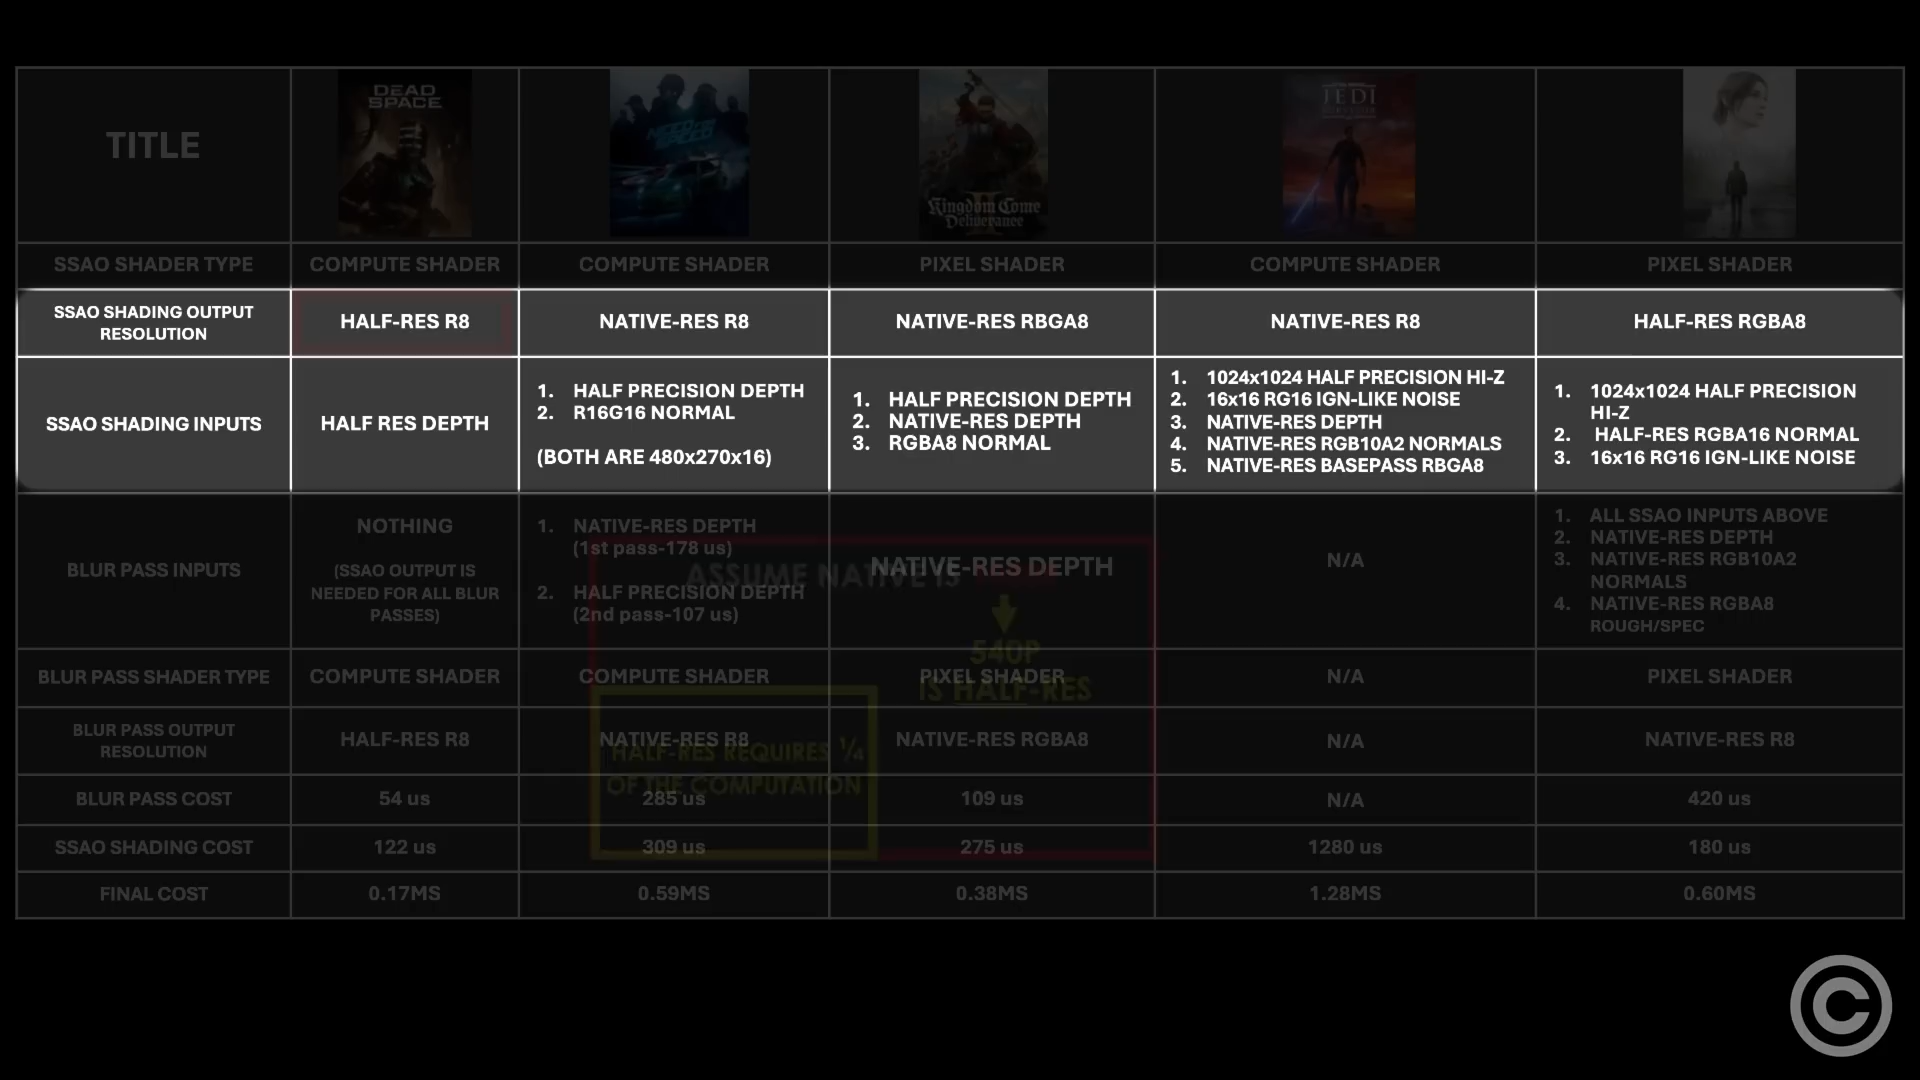 TITLE
DEAD
SPACE
NEED FOR
SPEED
Kingdom Come
Deliverance
II
JEDI
SSAO SHADER TYPE
COMPUTE SHADER
COMPUTE SHADER
PIXEL SHADER
COMPUTE SHADER
PIXEL SHADER
SSAO SHADING OUTPUT
RESOLUTION
HALF-RES R8
NATIVE-RES R8
NATIVE-RES RBGA8
NATIVE-RES R8
HALF-RES RGBA8
SSAO SHADING INPUTS
HALF RES DEPTH
1. HALF PRECISION DEPTH
2. R16G16 NORMAL
(BOTH ARE 480x270x16)
1. HALF PRECISION DEPTH
2. NATIVE-RES DEPTH
3. RGBA8 NORMAL
1. 1024x1024 HALF PRECISION HI-Z
2. 16x16 RG16 IGN-LIKE NOISE
3. NATIVE-RES DEPTH
4. NATIVE-RES RGB10A2 NORMALS
5. NATIVE-RES BASEPASS RBGA8
1. 1024x1024 HALF PRECISION
HI-Z
2. HALF-RES RGBA16 NORMAL
3. 16x16 RG16 IGN-LIKE NOISE
BLUR PASS INPUTS
NOTHING
(SSAO OUTPUT IS
NEEDED FOR ALL BLUR
PASSES)
1. NATIVE-RES DEPTH
(1st pass-178 us)
2. HALF PRECISION DEPTH
(2nd pass-107 us)
NATIVE-RES DEPTH
N/A
1. ALL SSAO INPUTS ABOVE
2. NATIVE-RES DEPTH
3. NATIVE-RES RGB10A2
NORMALS
4. NATIVE-RES RGBA8
ROUGH/SPEC
ASSUME NATIVE IS
540P
IS HALF-RES
BLUR PASS SHADER TYPE
COMPUTE SHADER
COMPUTE SHADER
PIXEL SHADER
N/A
PIXEL SHADER
BLUR PASS OUTPUT
RESOLUTION
HALF-RES R8
NATIVE-RES R8
NATIVE-RES RGBA8
N/A
NATIVE-RES R8
HALF-RES REQUIRES ¼
OF THE COMPUTATION
BLUR PASS COST
54 us
285 us
109 us
N/A
420 us
SSAO SHADING COST
122 us
309 us
275 us
1280 us
180 us
FINAL COST
0.17MS
0.59MS
0.38MS
1.28MS
0.60MS
©